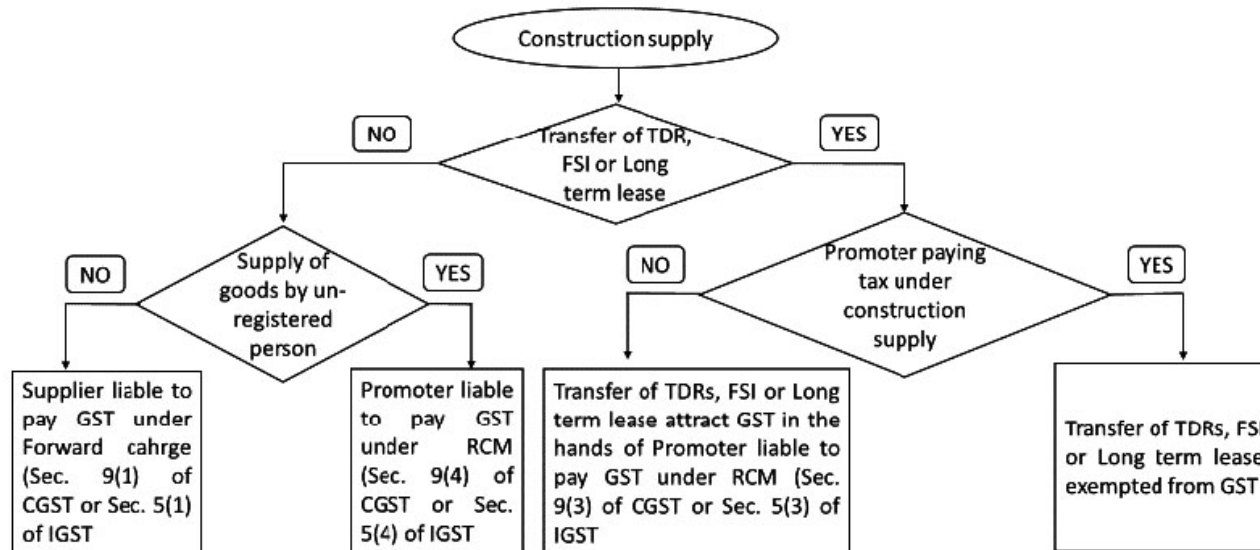 Construction supply
NO
Transfer of TDR,
FSI or Long
term lease
YES
NO
Supply of
goods by un-
registered
person
YES
NO
Promoter paying
tax under
construction
supply
YES
Supplier liable to
pay GST under
Forward cahrge
(Sec. 9(1) of
CGST or Sec. 5(1)
of IGST
Promoter liable
to pay GST
under RCM
(Sec. 9(4) of
CGST or Sec.
5(4) of IGST
Transfer of TDRs, FSI or Long
term lease attract GST in the
hands of Promoter liable to
pay GST under RCM (Sec.
9(3) of CGST or Sec. 5(3) of
IGST
Transfer of TDRs, FSI
or Long term lease
exempted from GST